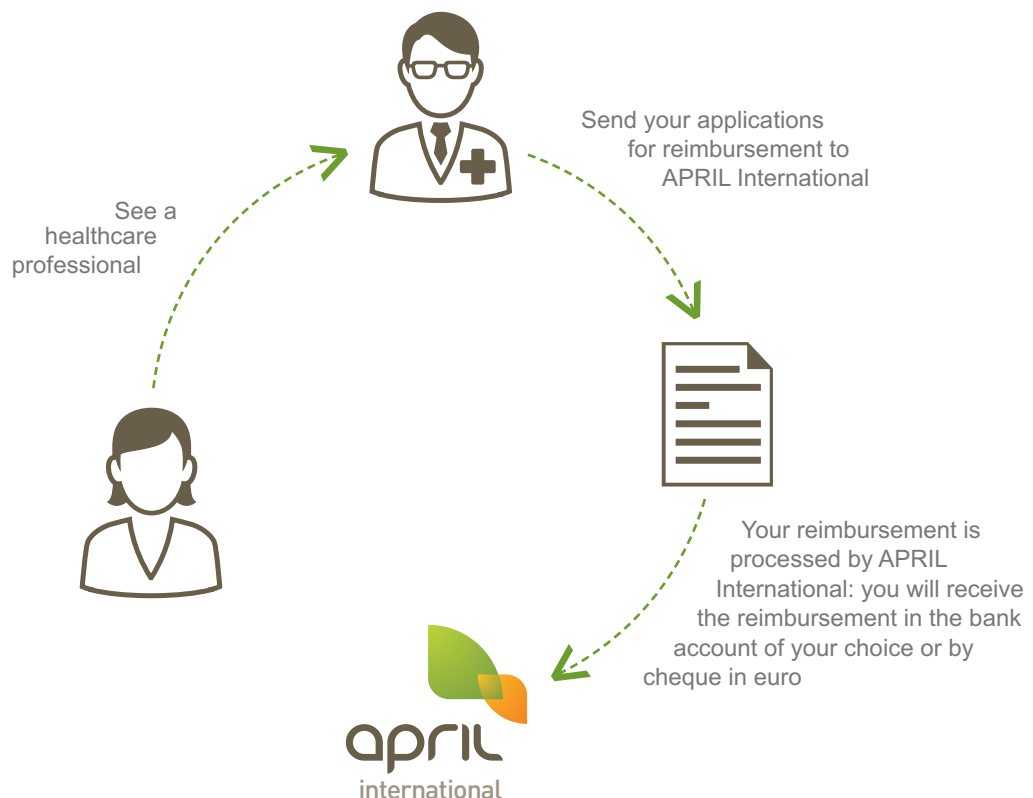 See a
healthcare
professional
Send your applications
for reimbursement to
APRIL International
Your reimbursement is
processed by APRIL
International: you will receive
the reimbursement in the bank
account of your choice or by
cheque in euro
april
international